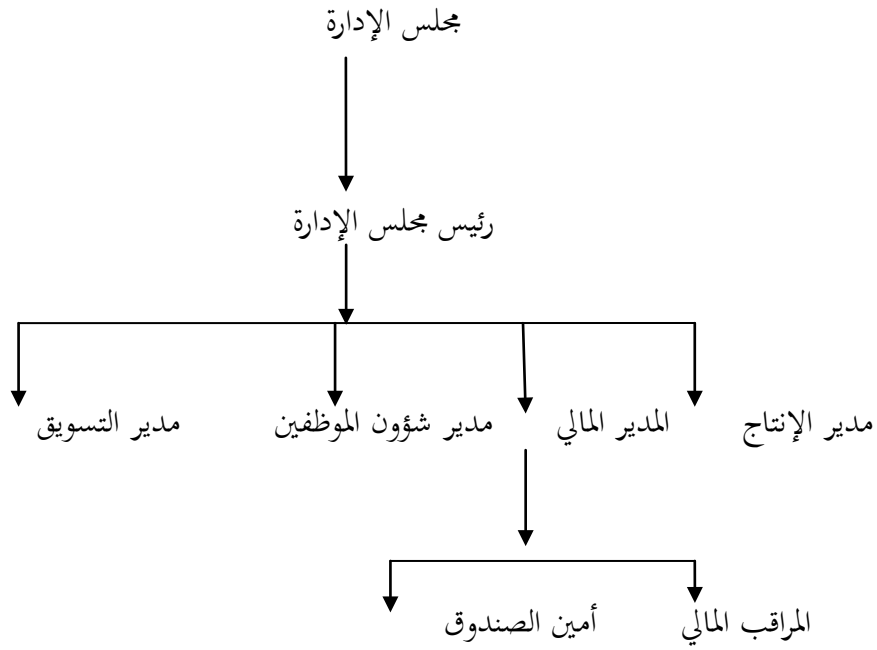 مجلس الإدارة
رئيس مجلس الإدارة
مدير الإنتاج المدير المالي مدير شؤون الموظفين مدير التسويق
المراقب المالي أمين الصندوق